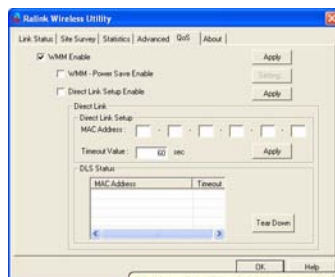 Ralink Wireless Utility
Link Status Site Survey Statistics Advanced QoS About
WMM Enable Apply
WMM - Power Save Enable Setting
Direct Link Setup Enable Apply
Direct Link
Direct Link Setup
MAC Address : - - - - -
Timeout Value : 60 sec Apply
DLS Status
MAC Address Timeout
Tear Down
OK Help